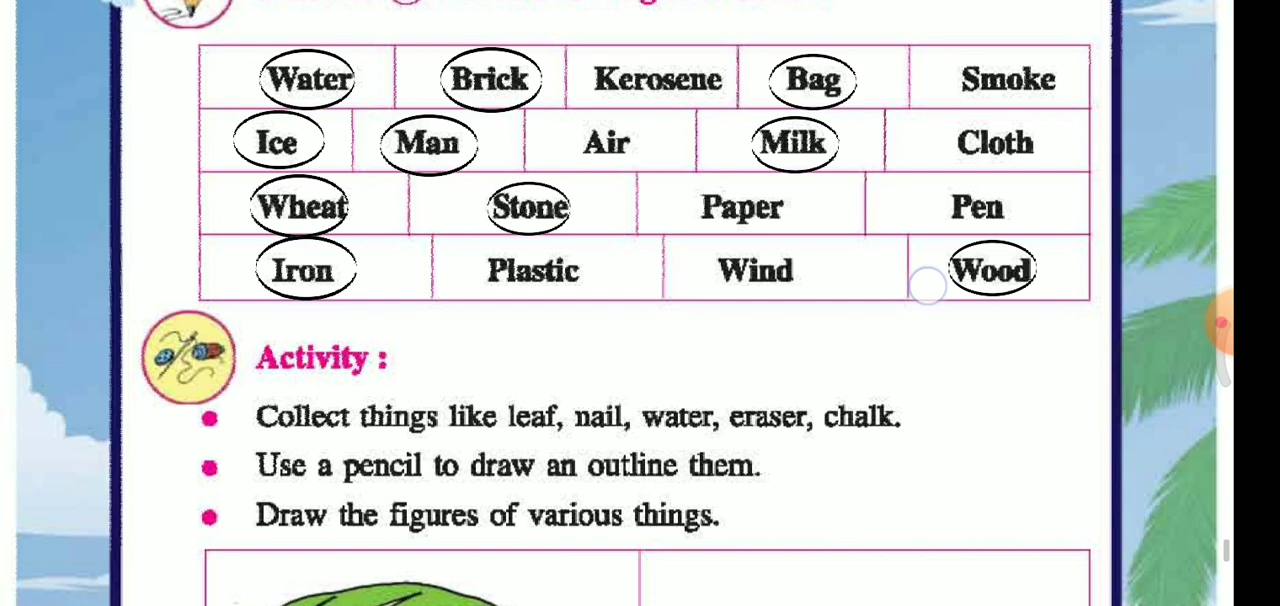 Water Brick Kerosene Bag Smoke
Ice Man Air Milk Cloth
Wheat Stone Paper Pen
Iron Plastic Wind Wood
Activity :
Collect things like leaf, nail, water, eraser, chalk.
Use a pencil to draw an outline them.
Draw the figures of various things.